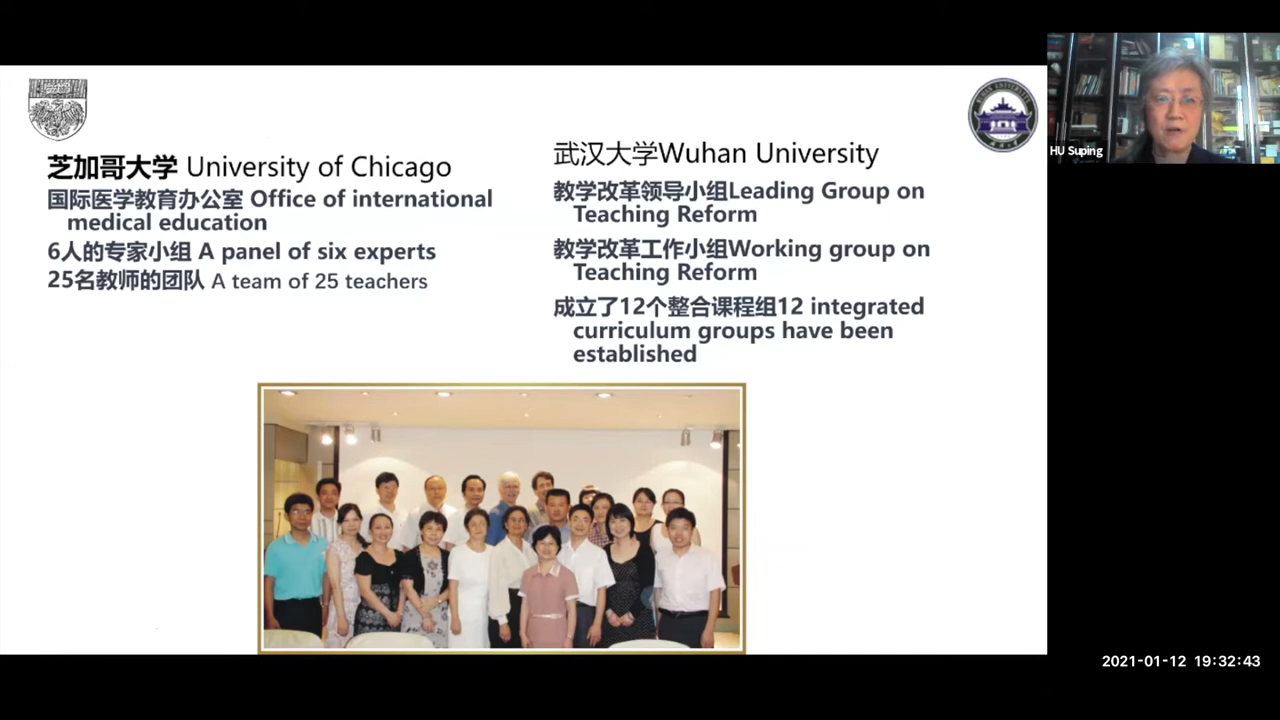 芝加哥大学 University of Chicago
国际医学教育办公室 Office of international
medical education
6人的专家小组 A panel of six experts
25名教师的团队 A team of 25 teachers
武汉大学Wuhan University
教学改革领导小组Leading Group on
Teaching Reform
教学改革工作小组Working group on
Teaching Reform
成立了12个整合课程组12 integrated
curriculum groups have been
established
HU Suping
2021-01-12 19:32:43